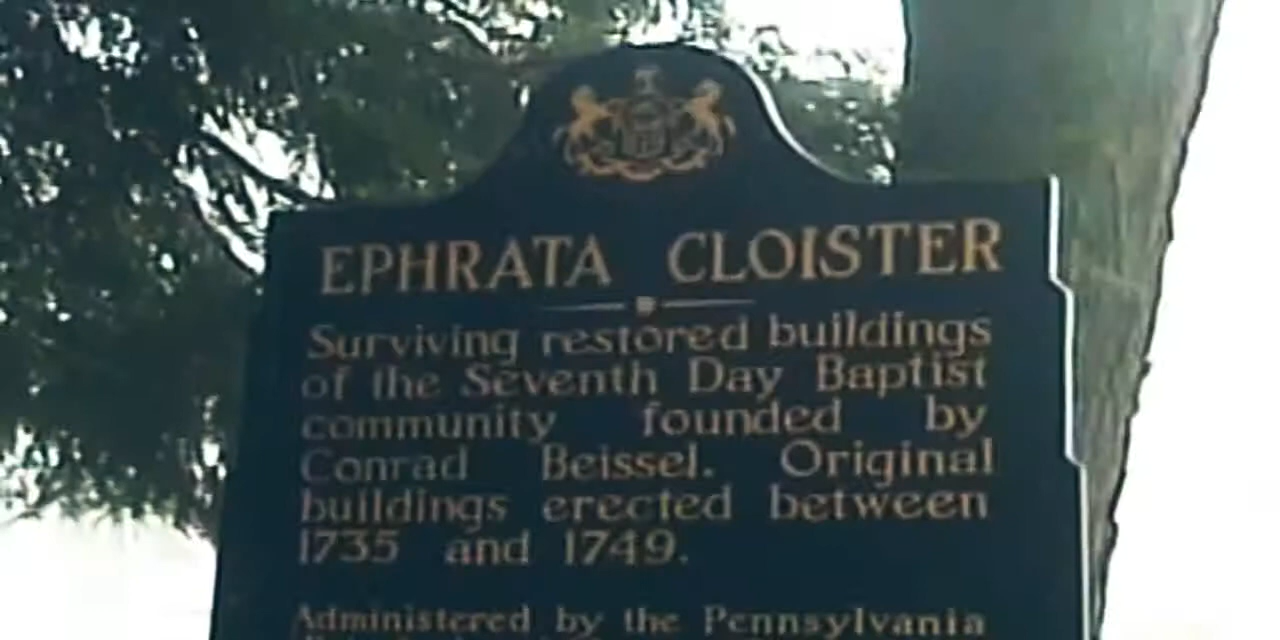 EPHRATA CLOISTER
Surviving restored buildings
of the Seventh Day Baptist
community founded by
Conrad Beissel. Original
buildings erected between
1735 and 1749.
Administered by the Pennsylvania